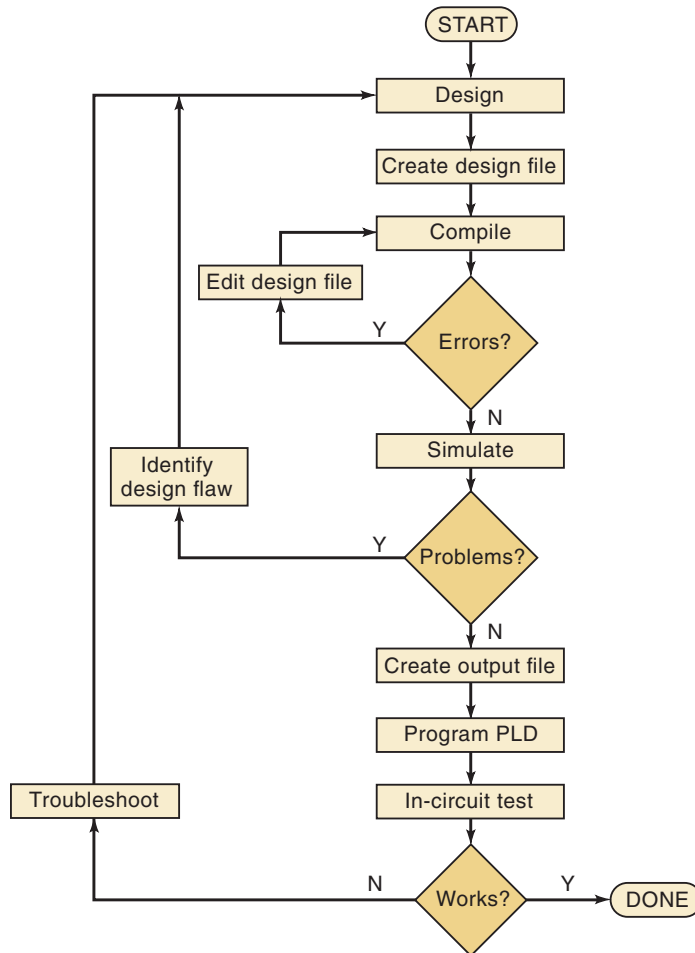 START
Design
Create design file
Compile
Edit design file
Y
Errors?
N
Simulate
Identify
design flaw
Y
Problems?
N
Create output file
Program PLD
Troubleshoot
In-circuit test
N
Works?
Y
DONE